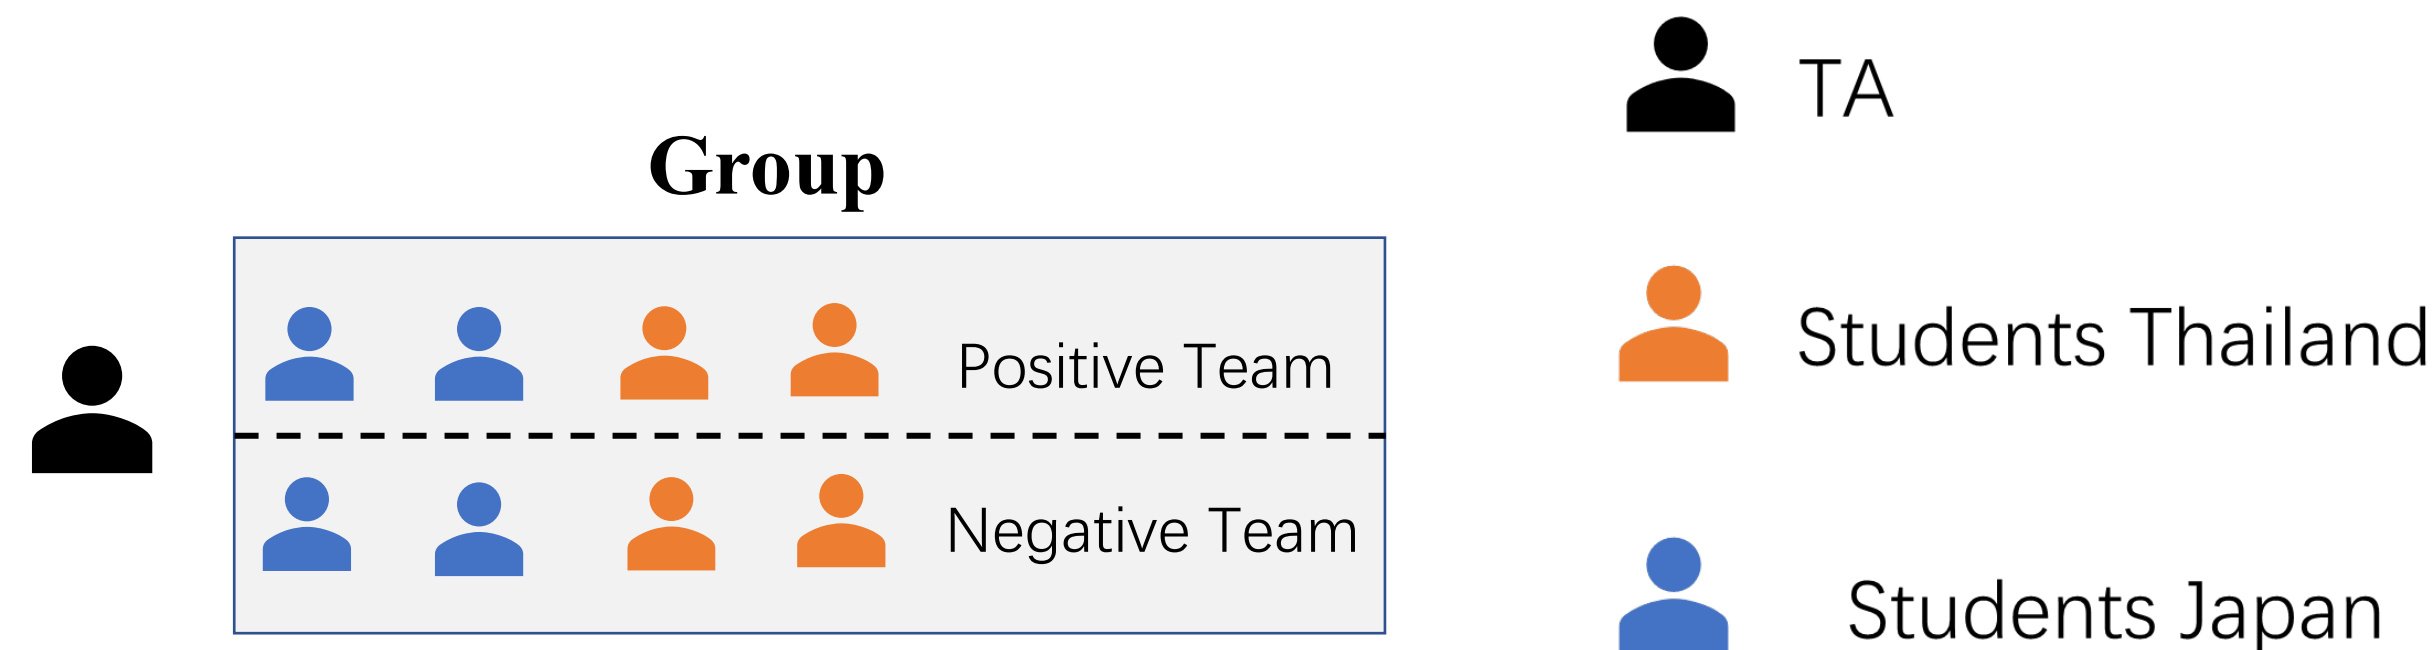 Group
Positive Team
Negative Team
TA
Students Thailand
Students Japan